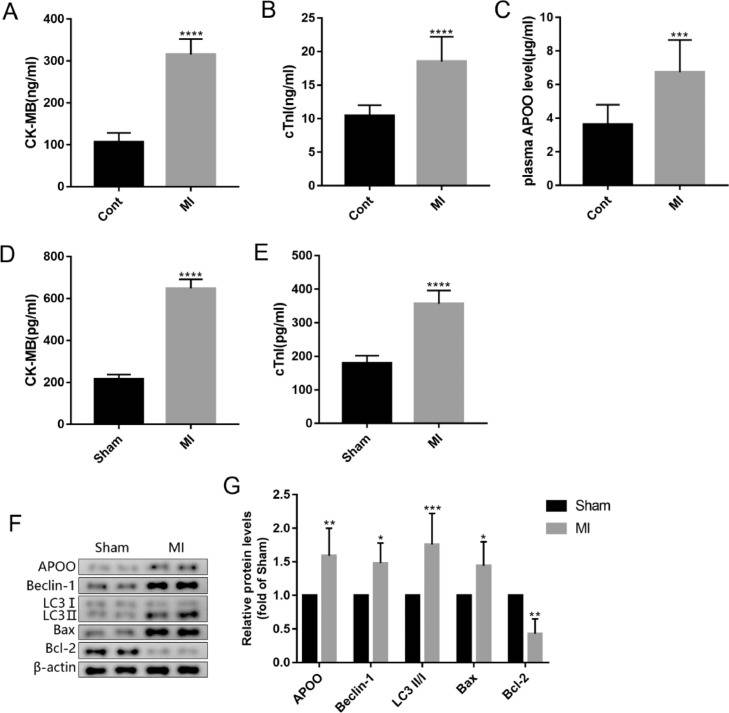 A
CK-MB(ng/ml)
400
300
200
100
0
****
Cont
MI
B
cTnI(ng/ml)
25
20
15
10
5
0
****
Cont
MI
C
plasma APOO level(μg/ml)
10
8
6
4
2
0
***
Cont
MI
D
CK-MB(pg/ml)
800
600
400
200
0
****
Sham
MI
E
cTnI(pg/ml)
500
400
300
200
100
0
****
Sham
MI
F
Sham MI
APOO
Beclin-1
LC3 I
LC3 II
Bax
Bcl-2
β-actin
G
Relative protein levels
(fold of Sham)
2.5
2.0
1.5
1.0
0.5
0.0
**
*
***
*
**
APOO
Beclin-1
LC3 II/I
Bax
Bcl-2
Sham
MI